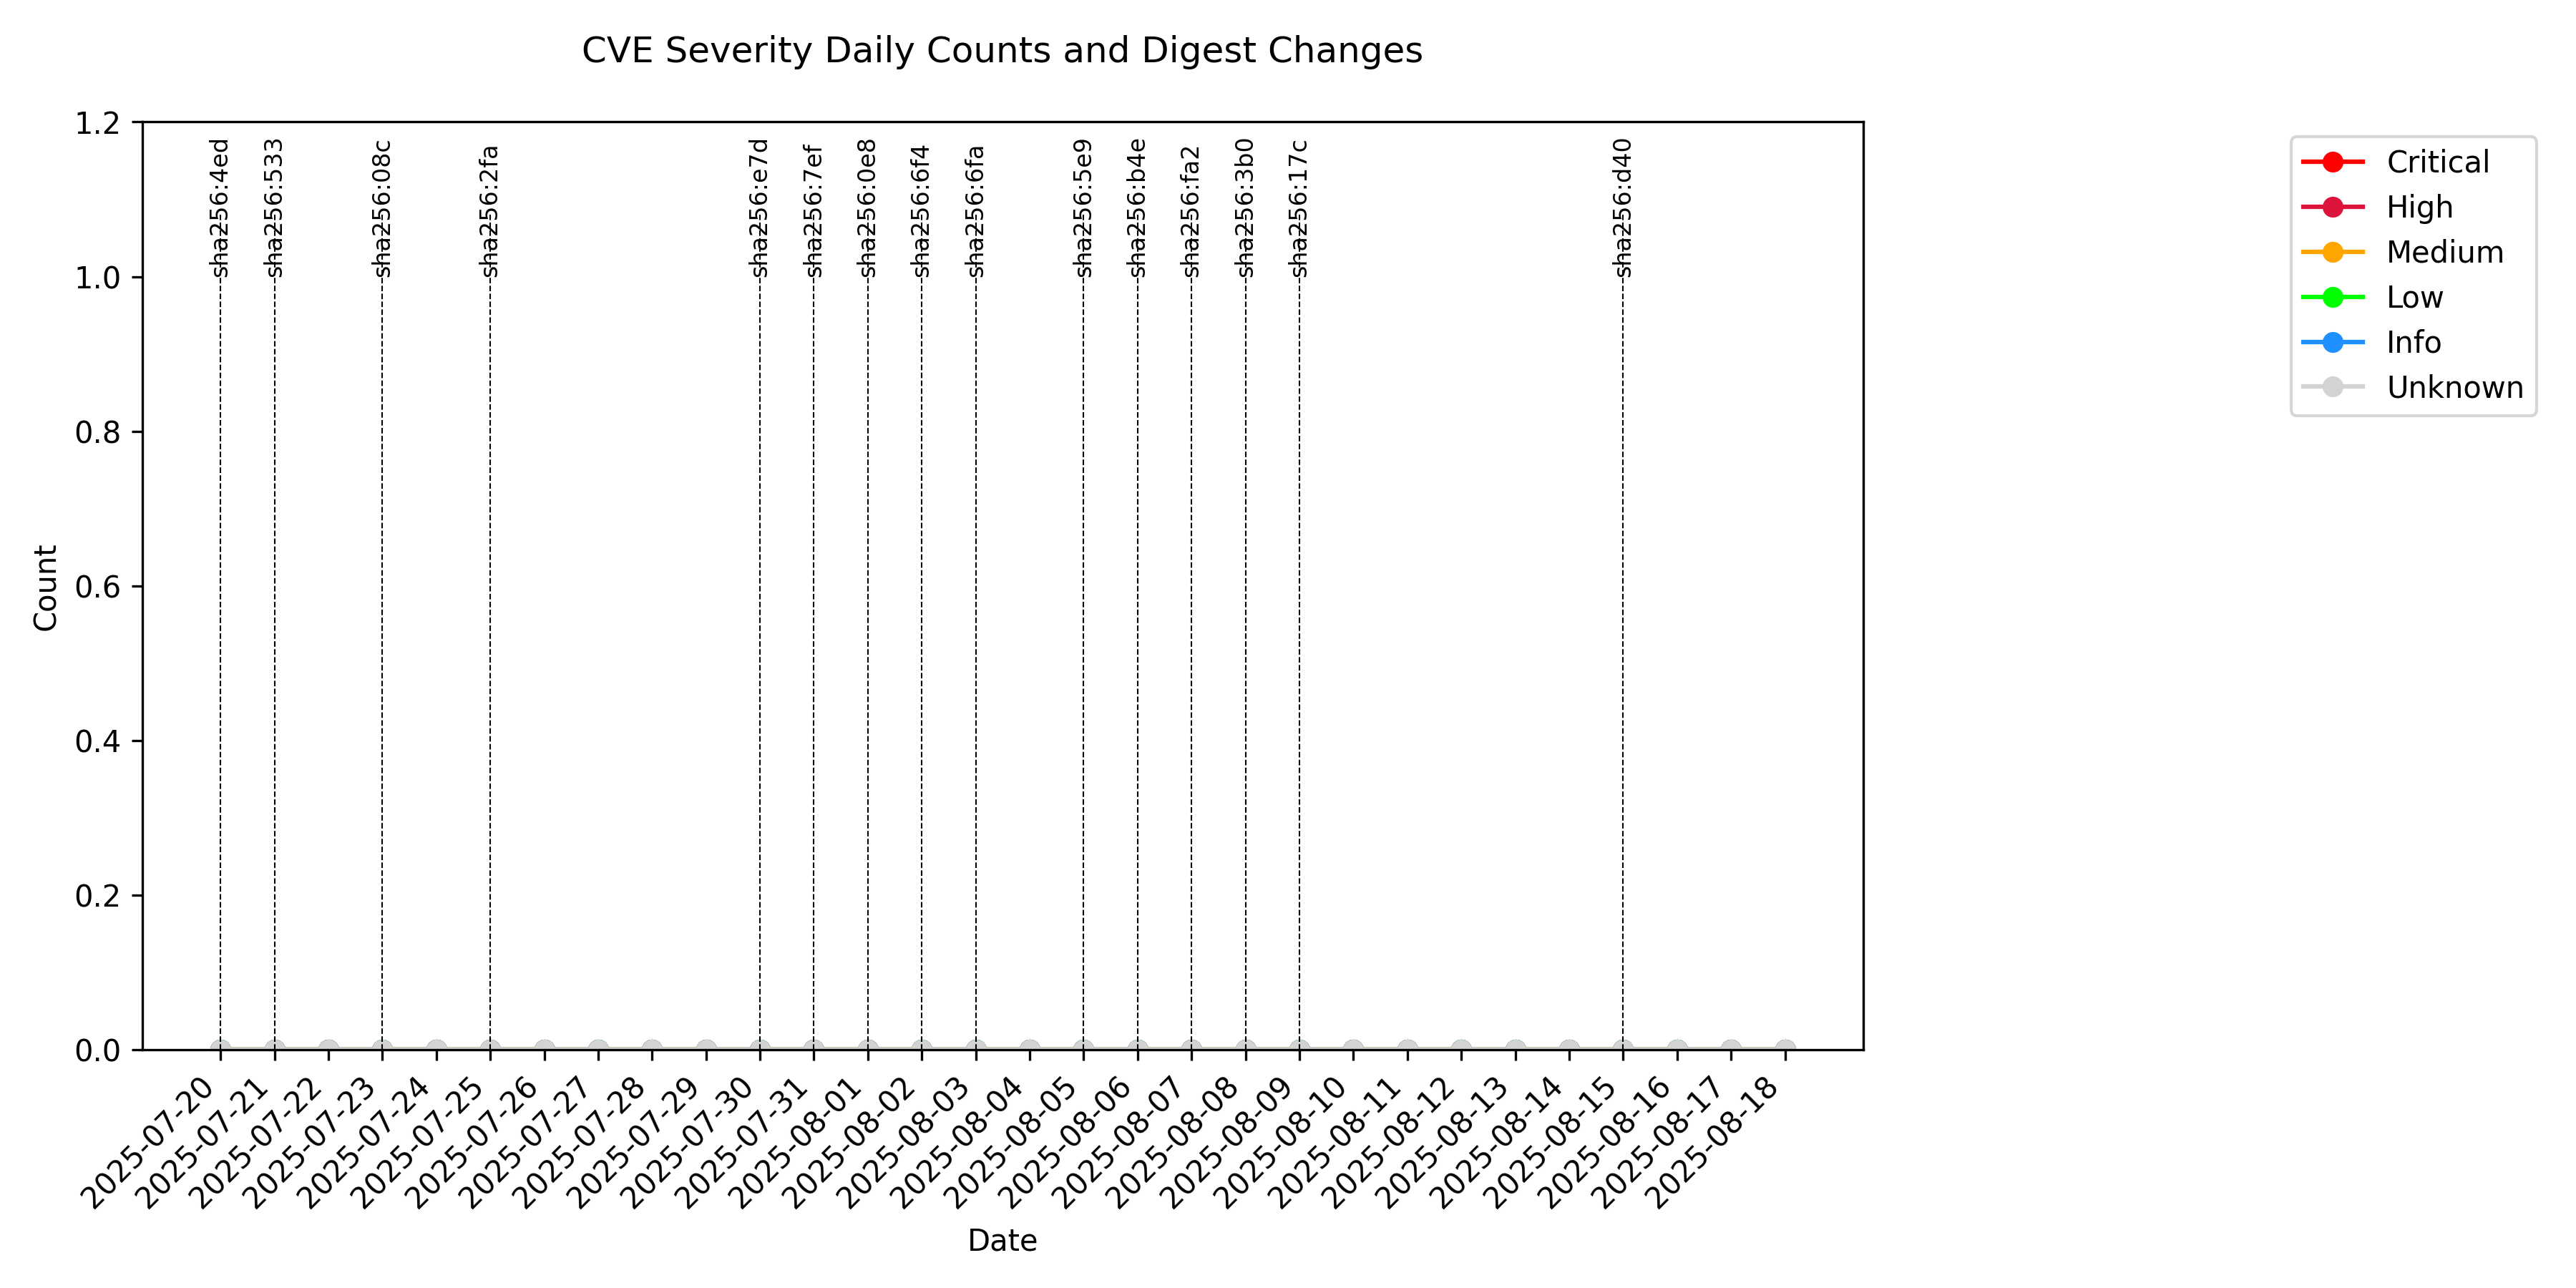 CVE Severity Daily Counts and Digest Changes
1.2
1.0
0.8
0.6
0.4
0.2
0.0
Count
sha256:4ed
sha256:533
sha256:08c
sha256:2fa
sha256:e7d
sha256:7ef
sha256:0e8
sha256:6f4
sha256:6fa
sha256:5e9
sha256:b4e
sha256:fa2
sha256:3b0
sha256:17c
sha256:d40
2025-07-20
2025-07-21
2025-07-22
2025-07-23
2025-07-24
2025-07-25
2025-07-26
2025-07-27
2025-07-28
2025-07-29
2025-07-30
2025-07-31
2025-08-01
2025-08-02
2025-08-03
2025-08-04
2025-08-05
2025-08-06
2025-08-07
2025-08-08
2025-08-09
2025-08-10
2025-08-11
2025-08-12
2025-08-13
2025-08-14
2025-08-15
2025-08-16
2025-08-17
2025-08-18
Date
Critical
High
Medium
Low
Info
Unknown